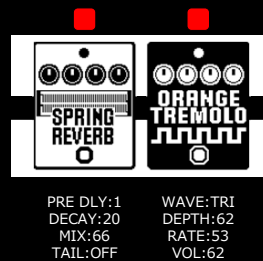 SPRING
REVERB
ORANGE
TREMOLO
PRE DLY:1
DECAY:20
MIX:66
TAIL:OFF
WAVE:TRI
DEPTH:62
RATE:53
VOL:62